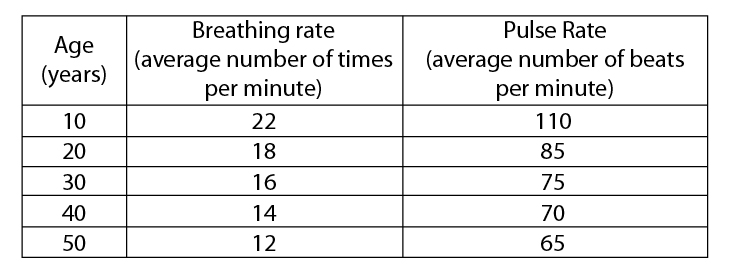 Age
(years)
Breathing rate
(average number of times
per minute)
Pulse Rate
(average number of beats
per minute)
10 22 110
20 18 85
30 16 75
40 14 70
50 12 65